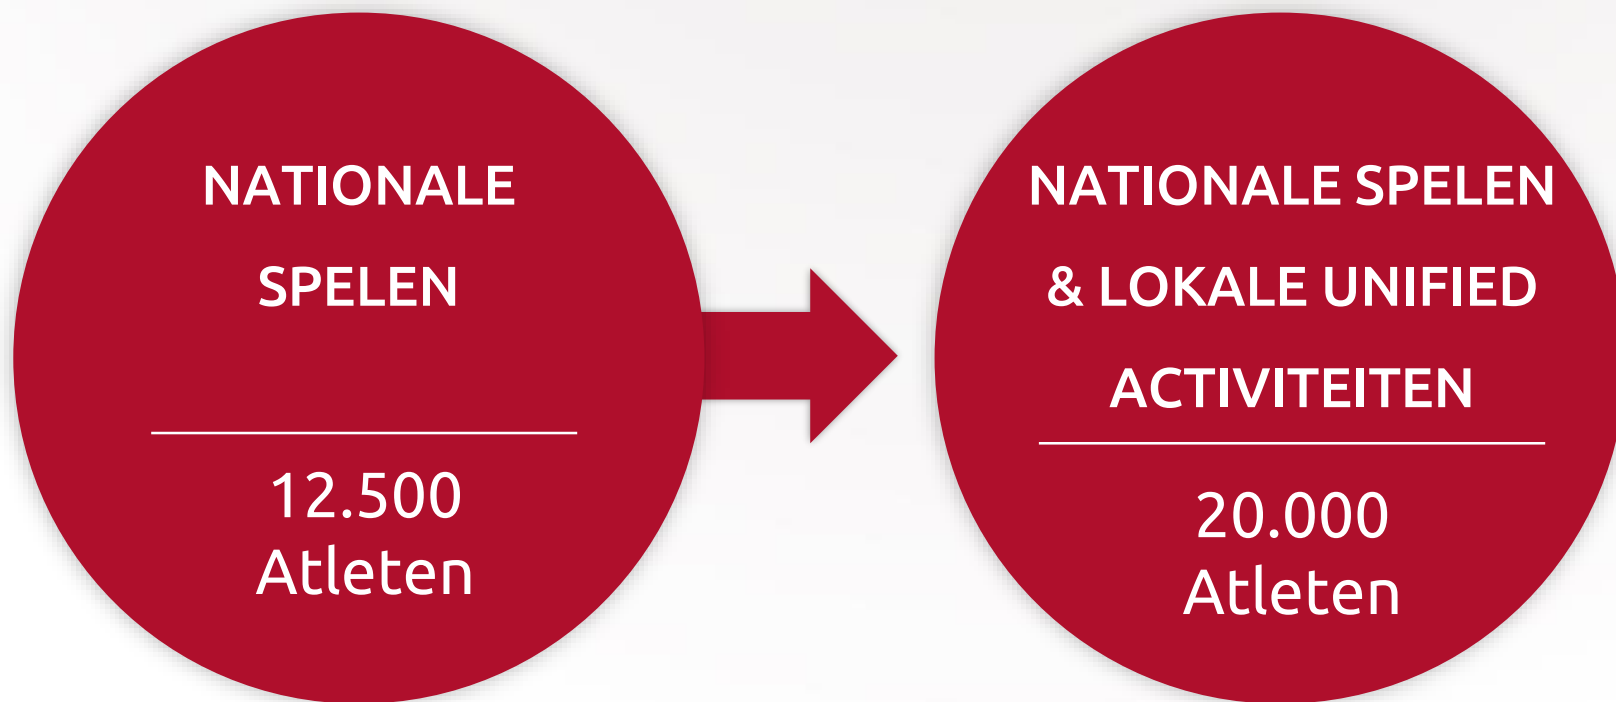 NATIONALE
SPELEN
12.500
Atleten
NATIONALE SPELEN
& LOKALE UNIFIED
ACTIVITEITEN
20.000
Atleten